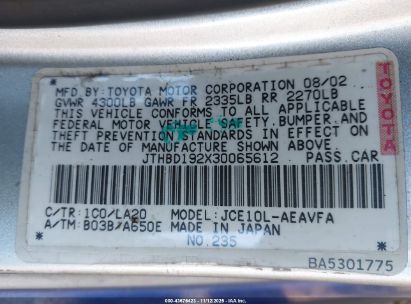 MFD. BY: TOYOTA MOTOR CORPORATION 08/02
GVWR 4300LB GAWR FR 2335LB RR 2270LB
THIS VEHICLE CONFORMS TO ALL APPLICABLE
FEDERAL MOTOR VEHICLE SAFETY, BUMPER, AND
THEFT PREVENTION STANDARDS IN EFFECT ON
THE DATE OF MANUFACTURE SHOWN ABOVE.
JTHBD192X30065612 PASS.CAR
C/TR: 1C0/LA20 MODEL: JCE10L-AEAVFA
A/TM: B03B/A650E MADE IN JAPAN
NO.235
BA5301775
TOYOTA